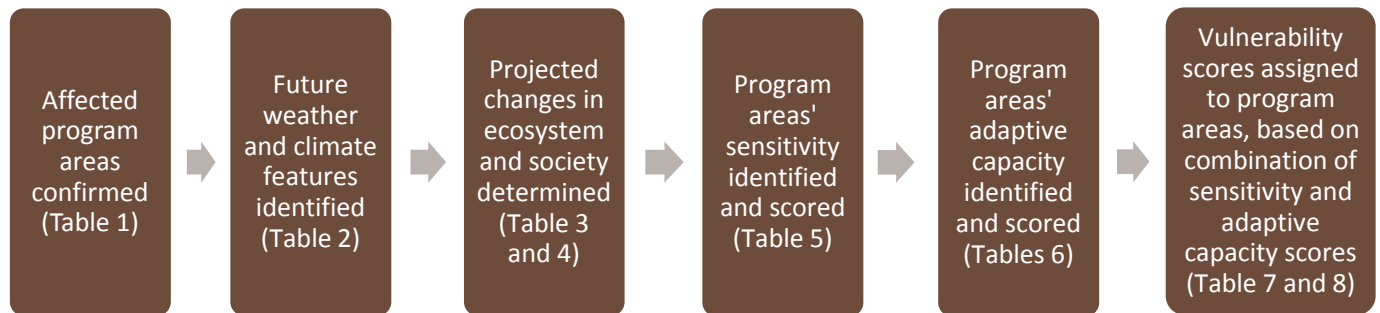 Affected
program
areas
confirmed
(Table 1)
Future
weather
and climate
features
identified
(Table 2)
Projected
changes in
ecosystem
and society
determined
(Table 3
and 4)
Program
areas'
sensitivity
identified
and scored
(Table 5)
Program
areas'
adaptive
capacity
identified
and scored
(Tables 6)
Vulnerability
scores assigned
to program
areas, based on
combination of
sensitivity and
adaptive
capacity scores
(Table 7 and 8)